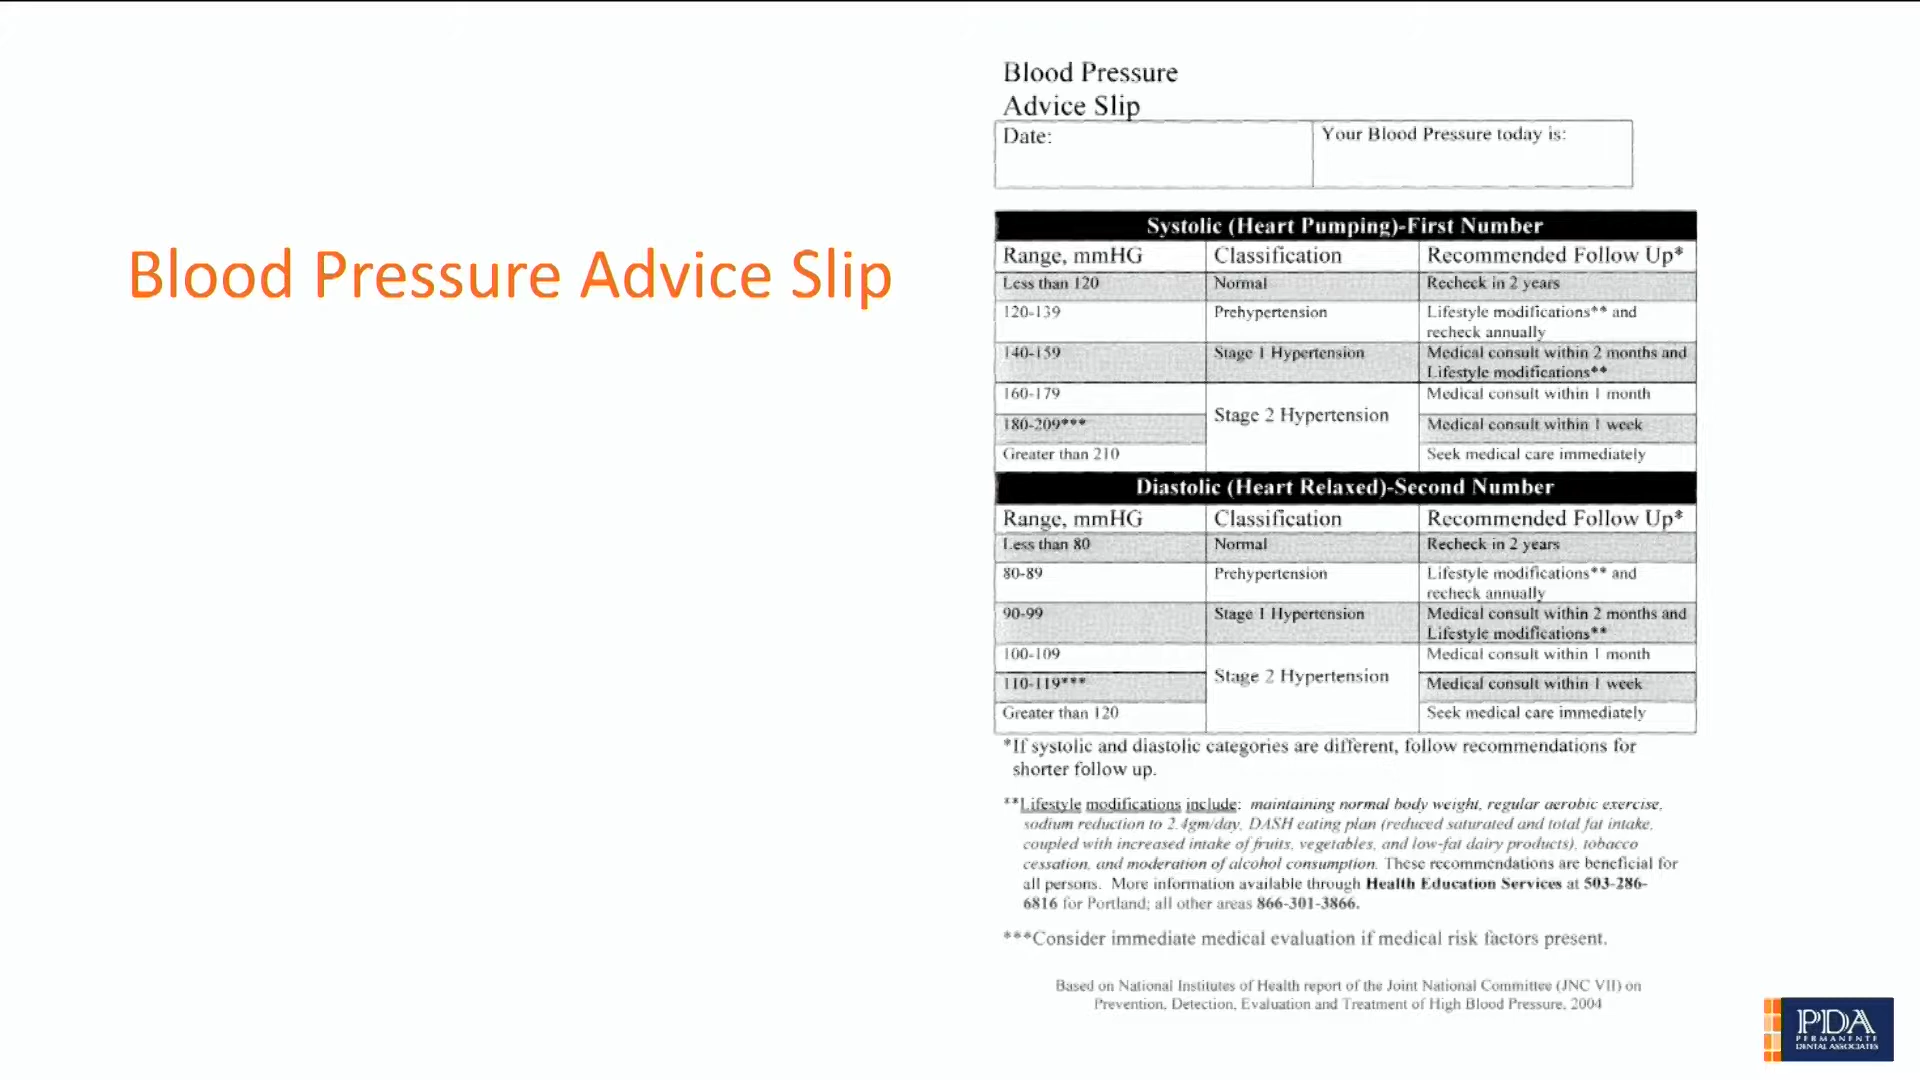 Blood Pressure Advice Slip
Blood Pressure
Advice Slip
Date:
Your Blood Pressure today is:
Systolic (Heart Pumping)-First Number
Range, mmHG Classification Recommended Follow Up*
Less than 120 Normal Recheck in 2 years
120-139 Prehypertension Lifestyle modifications** and
recheck annually
140-159 Stage 1 Hypertension Medical consult within 2 months and
Lifestyle modifications**
160-179 Medical consult within 1 month
Stage 2 Hypertension
180-209*** Medical consult within 1 week
Greater than 210 Seek medical care immediately
Diastolic (Heart Relaxed)-Second Number
Range, mmHG Classification Recommended Follow Up*
Less than 80 Normal Recheck in 2 years
80-89 Prehypertension Lifestyle modifications** and
recheck annually
90-99 Stage 1 Hypertension Medical consult within 2 months and
Lifestyle modifications**
100-109 Medical consult within 1 month
Stage 2 Hypertension
110-119*** Medical consult within 1 week
Greater than 120 Seek medical care immediately
*If systolic and diastolic categories are different, follow recommendations for
shorter follow up.
**Lifestyle modifications include: maintaining normal body weight, regular aerobic exercise,
sodium reduction to 2.4gm/day, DASH eating plan (reduced saturated and total fat intake,
coupled with increased intake of fruits, vegetables, and low-fat dairy products), tobacco
cessation, and moderation of alcohol consumption. These recommendations are beneficial for
all persons. More information available through Health Education Services at 503-286-
6816 for Portland; all other areas 866-301-3866.
***Consider immediate medical evaluation if medical risk factors present.
Based on National Institutes of Health report of the Joint National Committee (JNC VII) on
Prevention, Detection, Evaluation and Treatment of High Blood Pressure, 2004
PDA
PERMANENTE
DENTAL ASSOCIATES